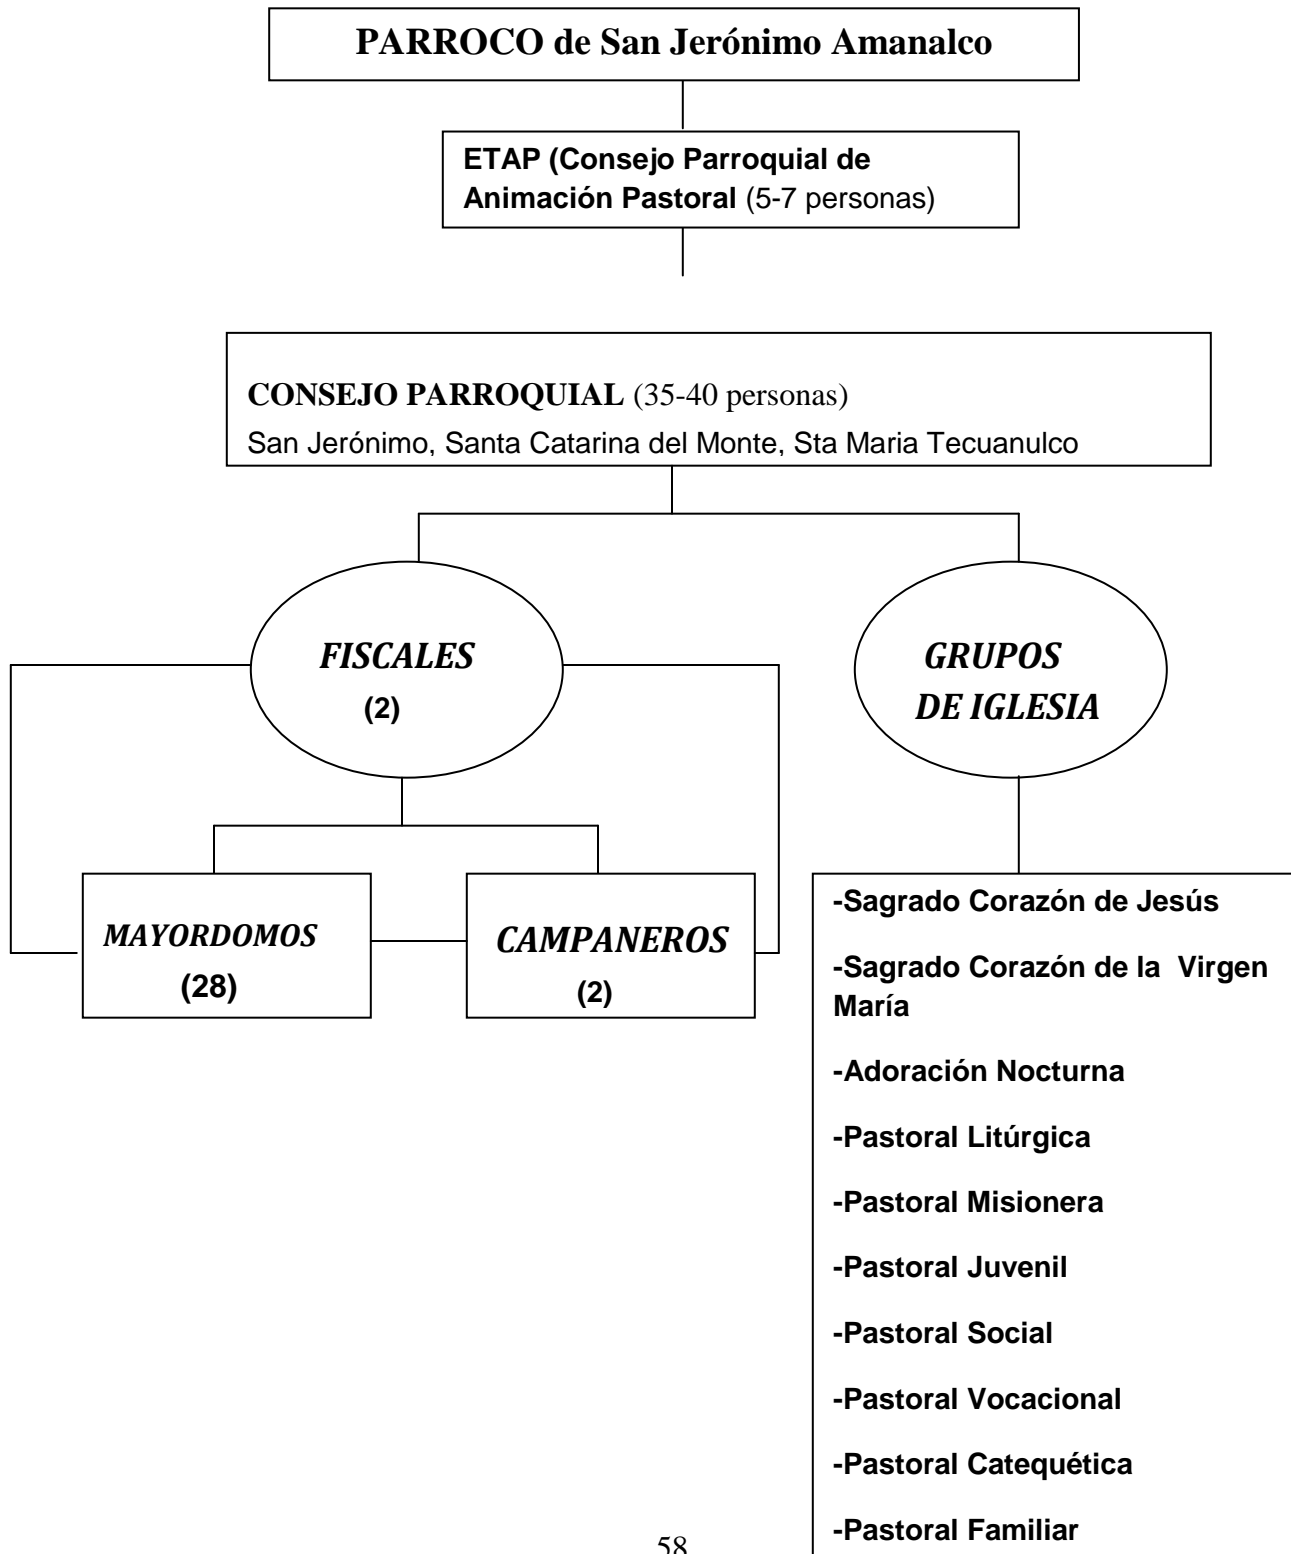 PARROCO de San Jerónimo Amanalco
ETAP (Consejo Parroquial de
Animación Pastoral (5-7 personas)
CONSEJO PARROQUIAL (35-40 personas)
San Jerónimo, Santa Catarina del Monte, Sta Maria Tecuanulco
FISCALES
(2)
GRUPOS
DE IGLESIA
MAYORDOMOS
(28)
CAMPANEROS
(2)
-Sagrado Corazón de Jesús
-Sagrado Corazón de la  Virgen
María
-Adoración Nocturna
-Pastoral Litúrgica
-Pastoral Misionera
-Pastoral Juvenil
-Pastoral Social
-Pastoral Vocacional
-Pastoral Catequética
-Pastoral Familiar
58